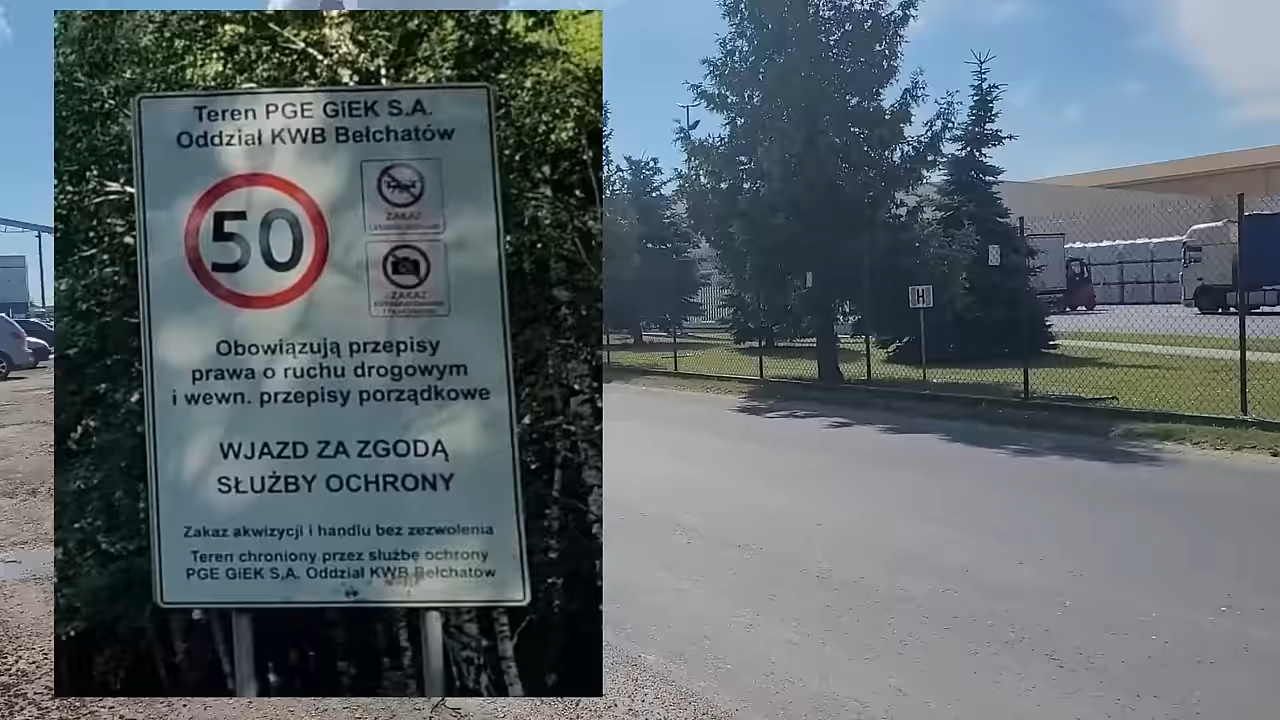 Teren PGE GiEK S.A.
Oddział KWB Bełchatów
50
ZAKAZ
ZAKAZ
Obowiązują przepisy
prawa o ruchu drogowym
i wewn. przepisy porządkowe
WJAZD ZA ZGODĄ
SŁUŻBY OCHRONY
Zakaz akwizycji i handlu bez zezwolenia
Teren chroniony przez służbę ochrony
PGE GiEK S.A. Oddział KWB Bełchatów
H